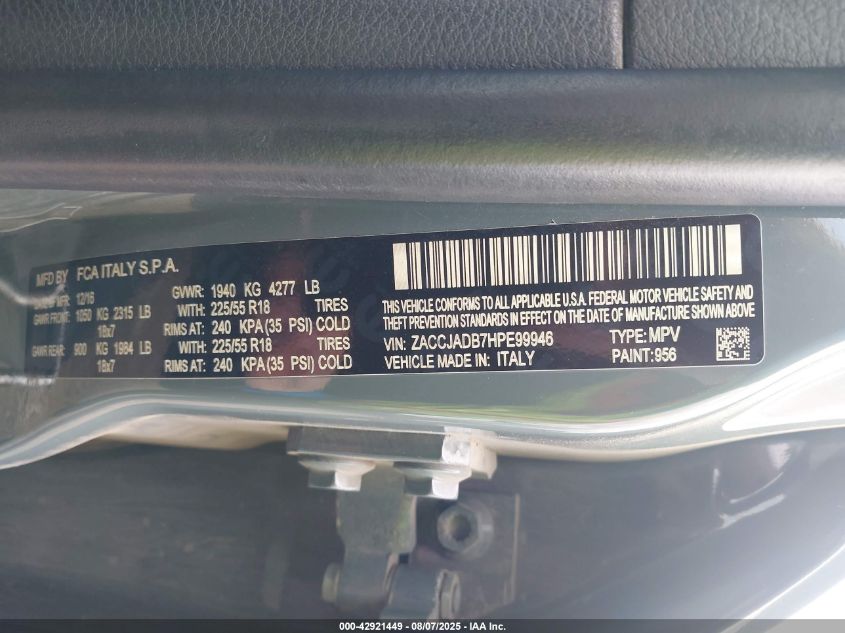 MFD BY FCA ITALY S.P.A.
12/16 GVWR: 1940 KG 4277 LB
GAWR FRONT: 1050 KG 2315 LB WITH: 225/55 R18 TIRES
18x7 RIMS AT: 240 KPA (35 PSI) COLD
GAWR REAR: 900 KG 1984 LB WITH: 225/55 R18 TIRES
18x7 RIMS AT: 240 KPA (35 PSI) COLD
THIS VEHICLE CONFORMS TO ALL APPLICABLE U.S.A. FEDERAL MOTOR VEHICLE SAFETY AND
THEFT PREVENTION STANDARDS IN EFFECT ON THE DATE OF MANUFACTURE SHOWN ABOVE
VIN: ZACCJADB7HPE99946 TYPE: MPV
VEHICLE MADE IN: ITALY PAINT: 956
000-42921449 - 08/07/2025 - IAA Inc.